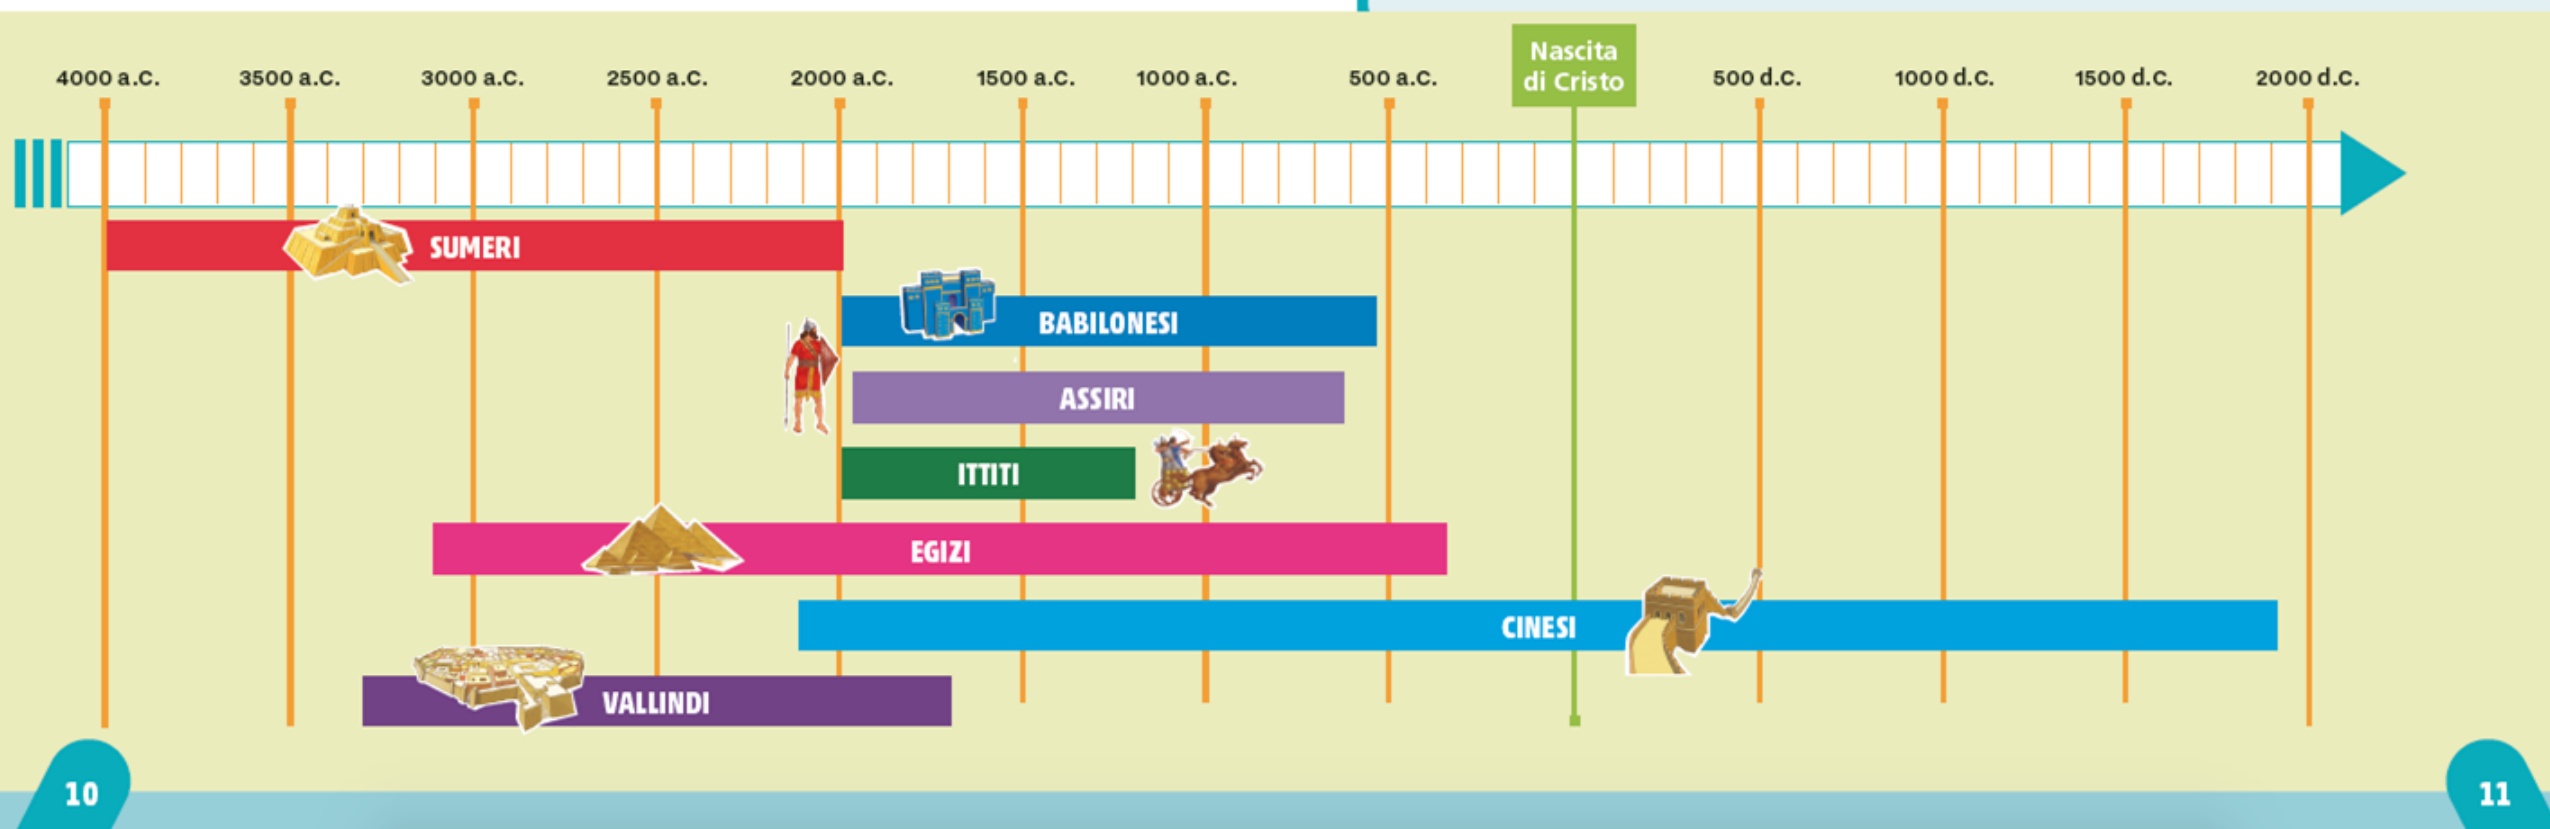 Nascita
di Cristo
4000 a.C. 3500 a.C. 3000 a.C. 2500 a.C. 2000 a.C. 1500 a.C. 1000 a.C. 500 a.C. 500 d.C. 1000 d.C. 1500 d.C. 2000 d.C.
SUMERI
BABILONESI
ASSIRI
ITTITI
EGIZI
CINESI
VALLINDI
10 11